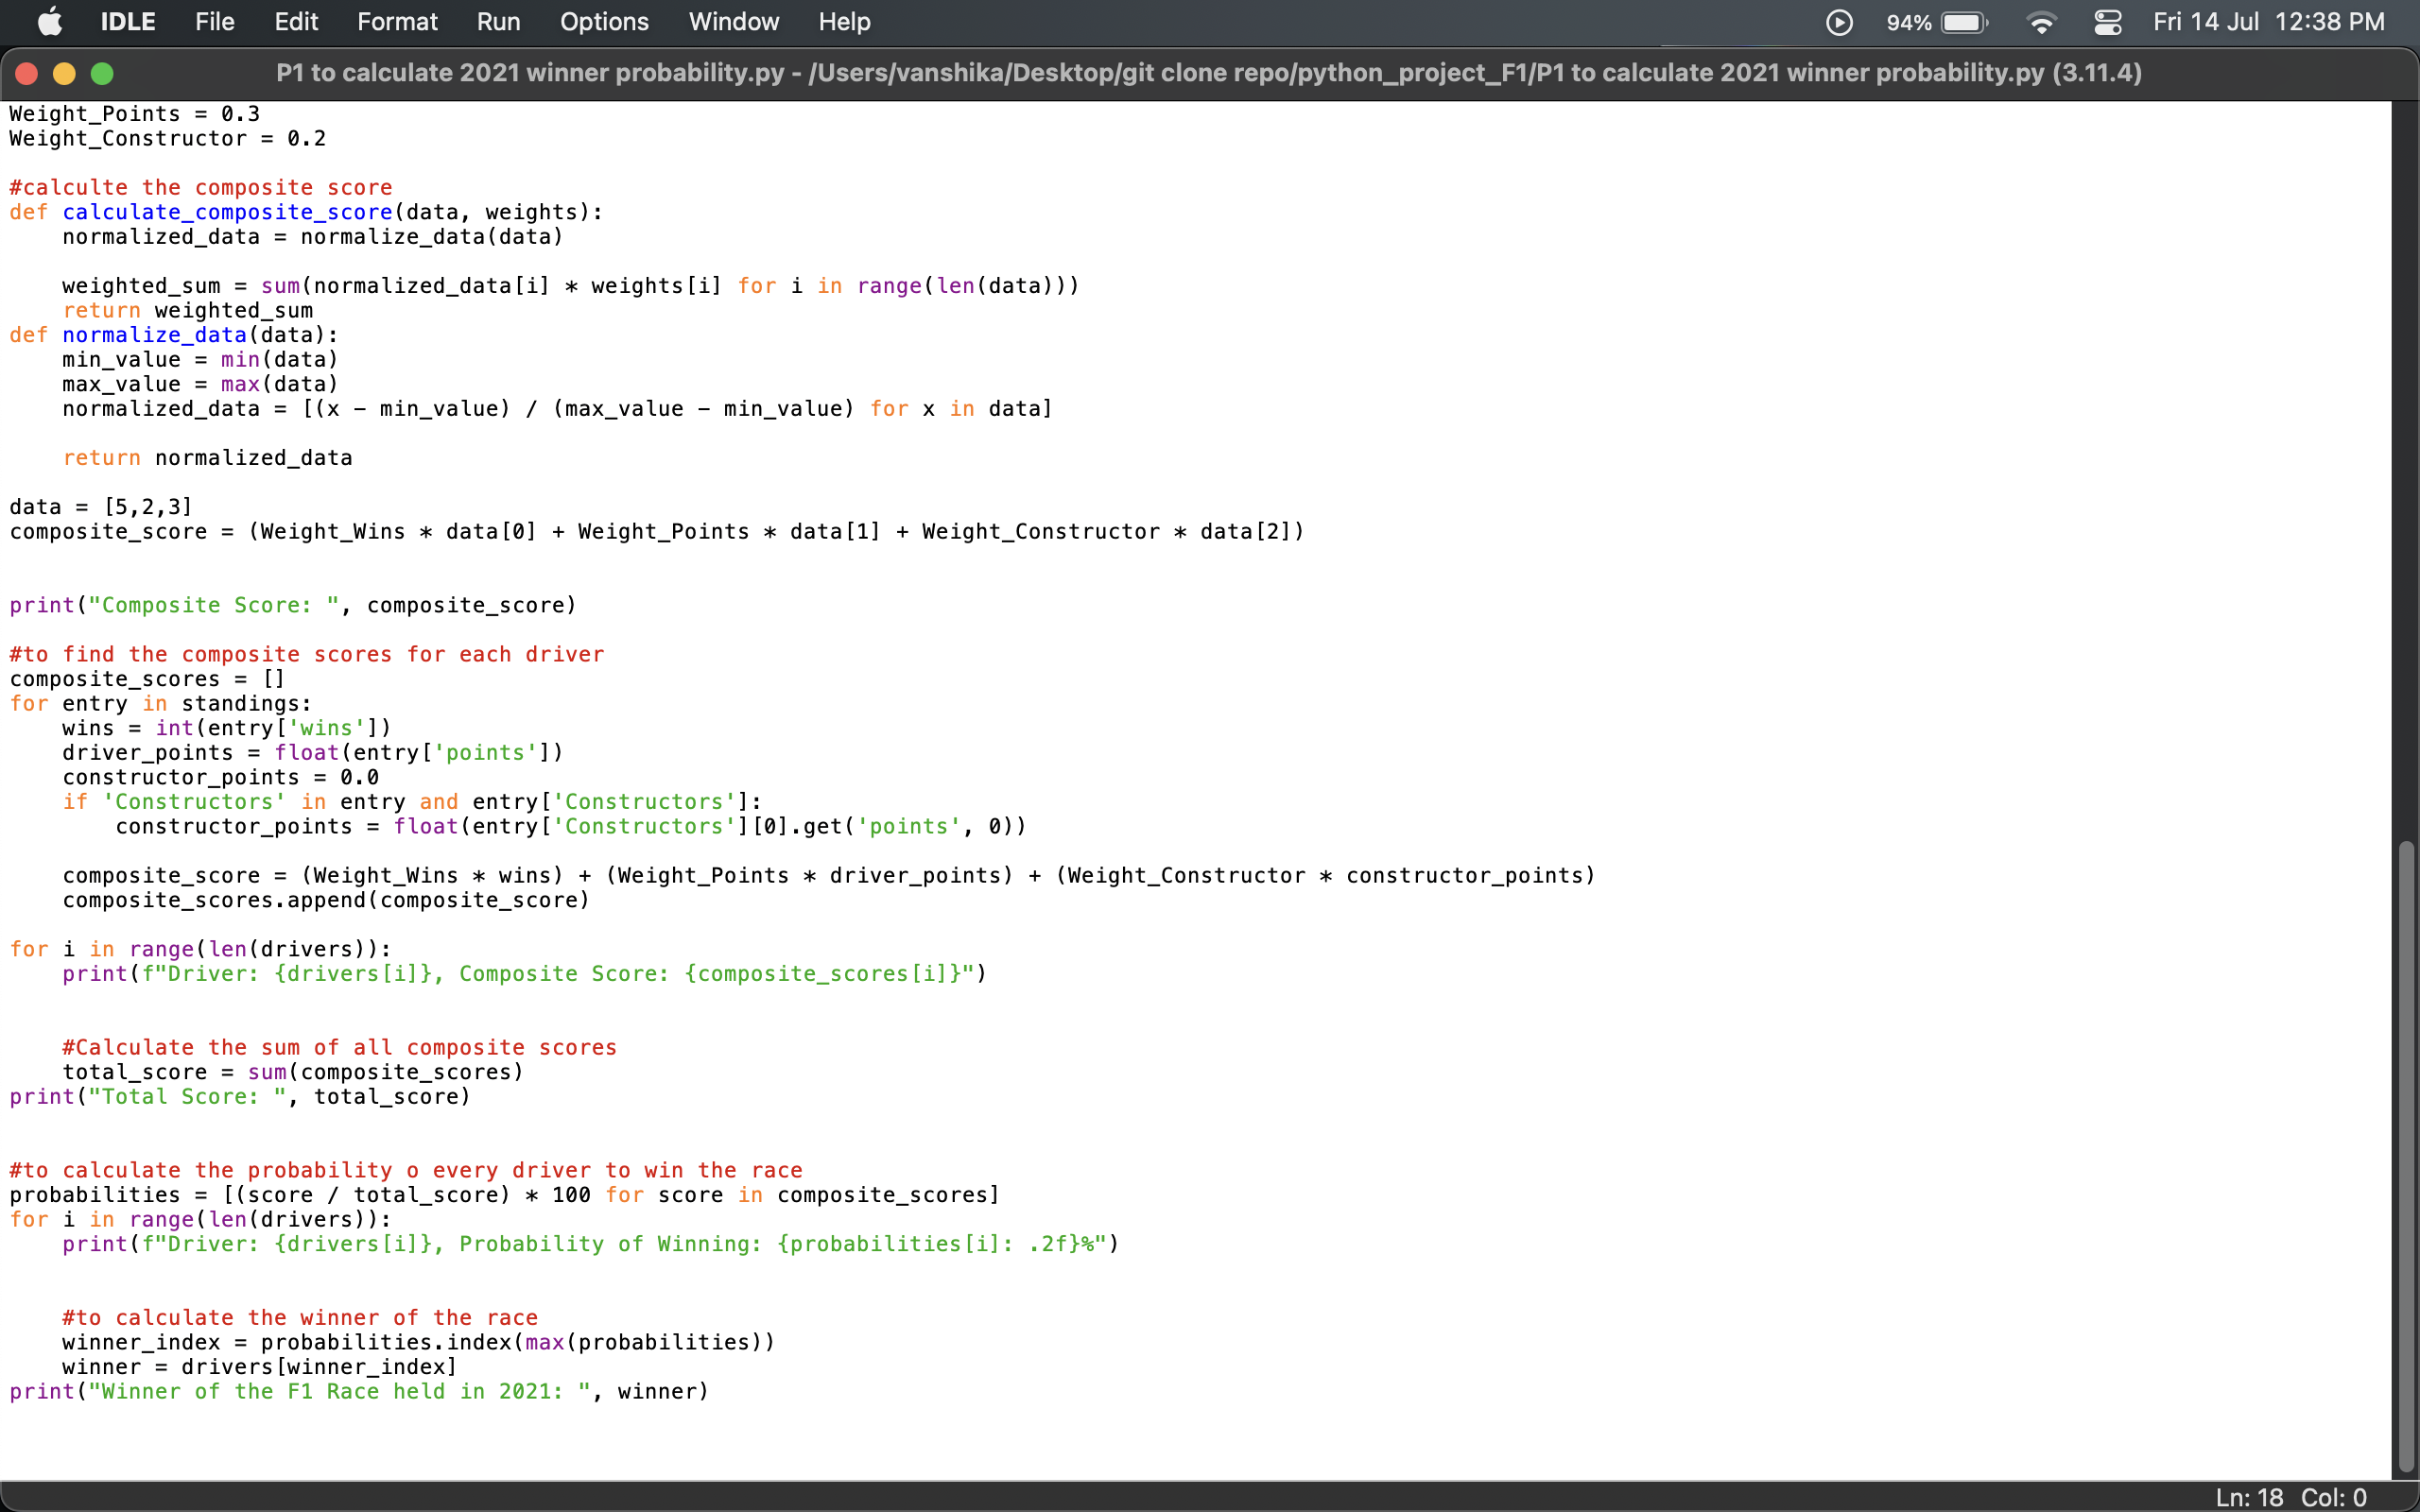 IDLE File Edit Format Run Options Window Help 94% Fri 14 Jul 12:38 PM
P1 to calculate 2021 winner probability.py - /Users/vanshika/Desktop/git clone repo/python_project_F1/P1 to calculate 2021 winner probability.py (3.11.4)
Weight_Points = 0.3
Weight_Constructor = 0.2
#calculte the composite score
def calculate_composite_score(data, weights):
    normalized_data = normalize_data(data)
    weighted_sum = sum(normalized_data[i] * weights[i] for i in range(len(data)))
    return weighted_sum
def normalize_data(data):
    min_value = min(data)
    max_value = max(data)
    normalized_data = [(x - min_value) / (max_value - min_value) for x in data]
    return normalized_data
data = [5,2,3]
composite_score = (Weight_Wins * data[0] + Weight_Points * data[1] + Weight_Constructor * data[2])
print("Composite Score: ", composite_score)
#to find the composite scores for each driver
composite_scores = []
for entry in standings:
    wins = int(entry['wins'])
    driver_points = float(entry['points'])
    constructor_points = 0.0
    if 'Constructors' in entry and entry['Constructors']:
        constructor_points = float(entry['Constructors'][0].get('points', 0))
    composite_score = (Weight_Wins * wins) + (Weight_Points * driver_points) + (Weight_Constructor * constructor_points)
    composite_scores.append(composite_score)
for i in range(len(drivers)):
    print(f"Driver: {drivers[i]}, Composite Score: {composite_scores[i]}")
    #Calculate the sum of all composite scores
    total_score = sum(composite_scores)
print("Total Score: ", total_score)
#to calculate the probability o every driver to win the race
probabilities = [(score / total_score) * 100 for score in composite_scores]
for i in range(len(drivers)):
    print(f"Driver: {drivers[i]}, Probability of Winning: {probabilities[i]: .2f}%")
    #to calculate the winner of the race
    winner_index = probabilities.index(max(probabilities))
    winner = drivers[winner_index]
print("Winner of the F1 Race held in 2021: ", winner)
Ln: 18 Col: 0